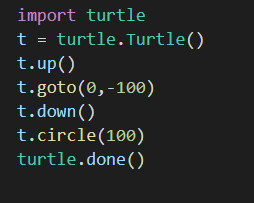 import turtle
t = turtle.Turtle()
t.up()
t.goto(0,-100)
t.down()
t.circle(100)
turtle.done()